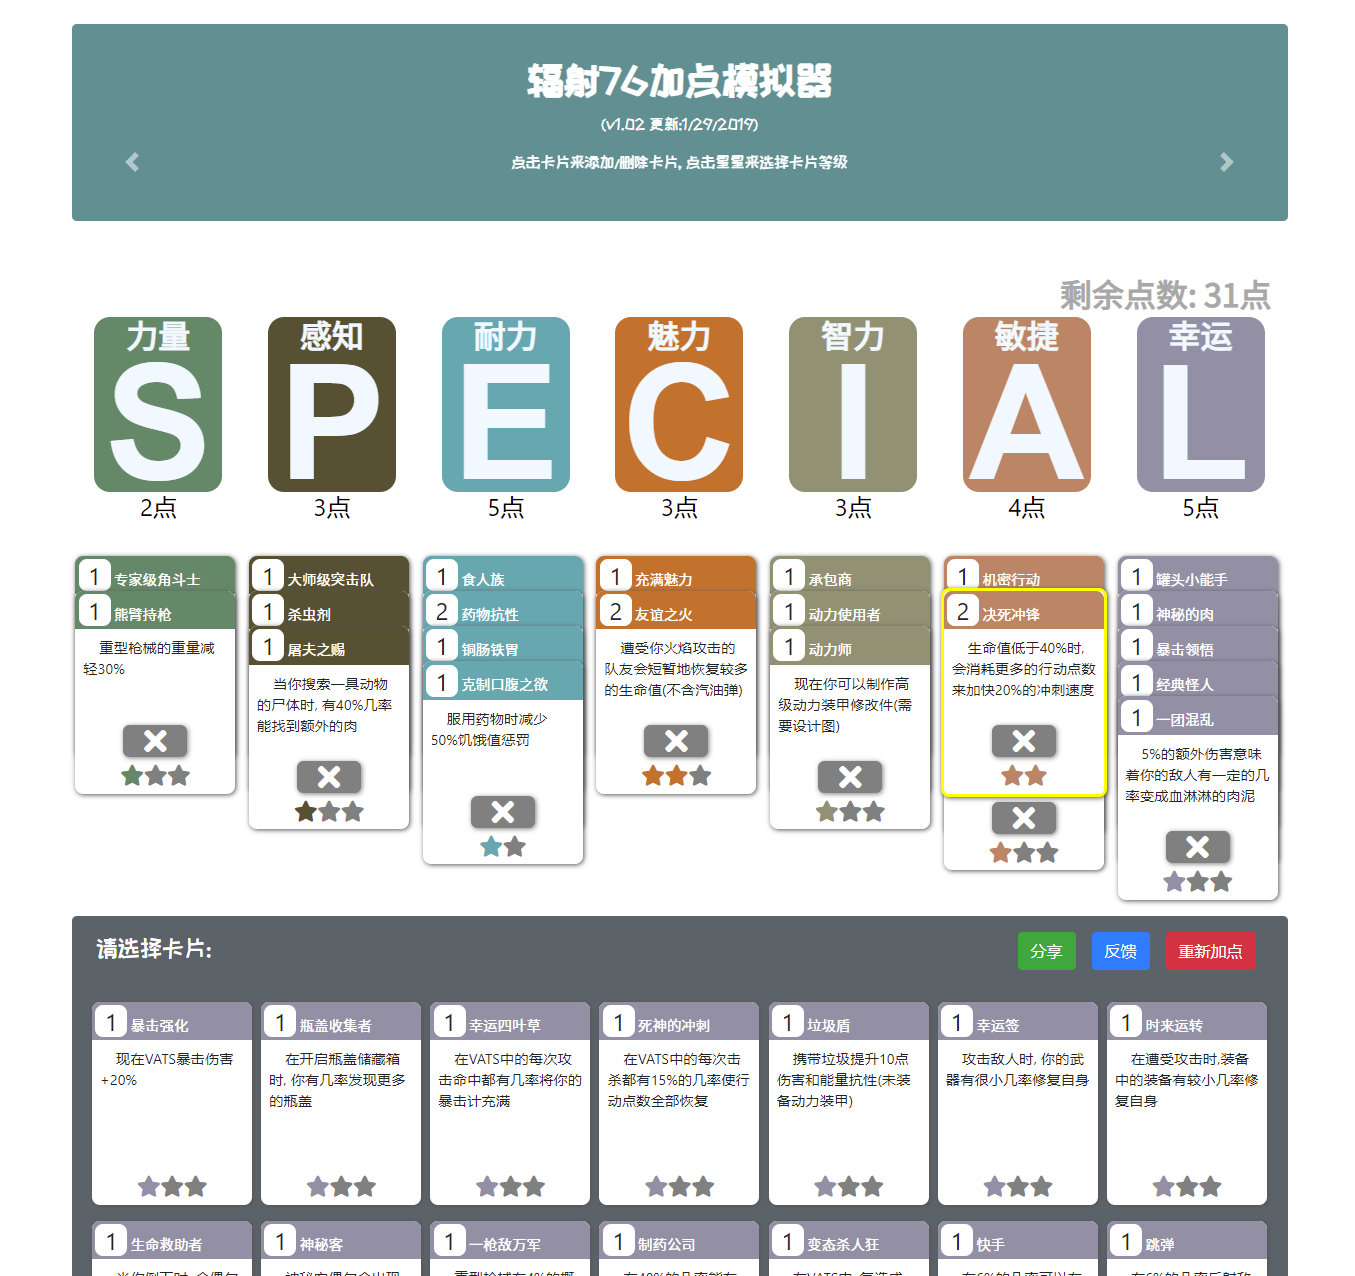 辐射76加点模拟器
(v1.02 更新:1/29/2019)
点击卡片来添加/删除卡片, 点击星星来选择卡片等级
剩余点数: 31点
力量
S
2点
感知
P
3点
耐力
E
5点
魅力
C
3点
智力
I
3点
敏捷
A
4点
幸运
L
5点
1 专家级角斗士
1 熊臂持枪
重型枪械的重量减
轻30%
1 大师级突击队
1 杀虫剂
1 屠夫之赐
当你搜索一具动物
的尸体时, 有40%几率
能找到额外的肉
1 食人族
2 药物抗性
1 铜肠铁胃
1 克制口腹之欲
服用药物时减少
50%饥饿值惩罚
1 充满魅力
2 友谊之火
遭受你火焰攻击的
队友会短暂地恢复较多
的生命值(不含汽油弹)
1 承包商
1 动力使用者
1 动力师
现在你可以制作高
级动力装甲修改件(需
要设计图)
1 机密行动
2 决死冲锋
生命值低于40%时,
会消耗更多的行动点数
来加快20%的冲刺速度
1 罐头小能手
1 神秘的肉
1 暴击领悟
1 经典怪人
1 一团混乱
5%的额外伤害意味
着你的敌人有一定的几
率变成血淋淋的肉泥
请选择卡片:
分享
反馈
重新加点
1 暴击强化
现在VATS暴击伤害
+20%
1 瓶盖收集者
在开启瓶盖储藏箱
时, 你有几率发现更多
的瓶盖
1 幸运四叶草
在VATS中的每次攻
击命中都有几率将你的
暴击计充满
1 死神的冲刺
在VATS中的每次击
杀都有15%的几率使行
动点数全部恢复
1 垃圾盾
携带垃圾提升10点
伤害和能量抗性(未装
备动力装甲)
1 幸运签
攻击敌人时, 你的武
器有很小几率修复自身
1 时来运转
在遭受攻击时,装备
中的装备有较小几率修
复自身
1 生命救助者
1 神秘客
1 一枪敌万军
1 制药公司
1 变态杀人狂
1 快手
1 跳弹